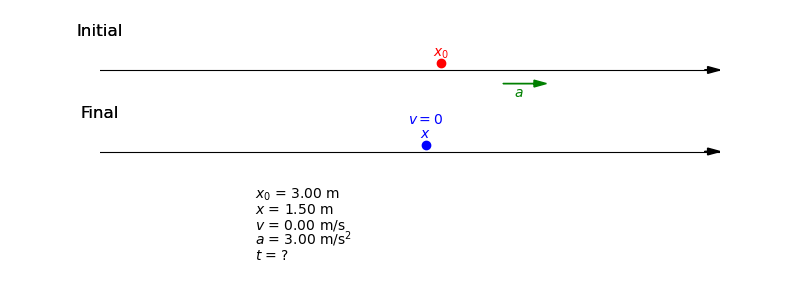 Initial
x₀
a
Final
v = 0
x
x₀ = 3.00 m
x = 1.50 m
v = 0.00 m/s
a = 3.00 m/s²
t = ?